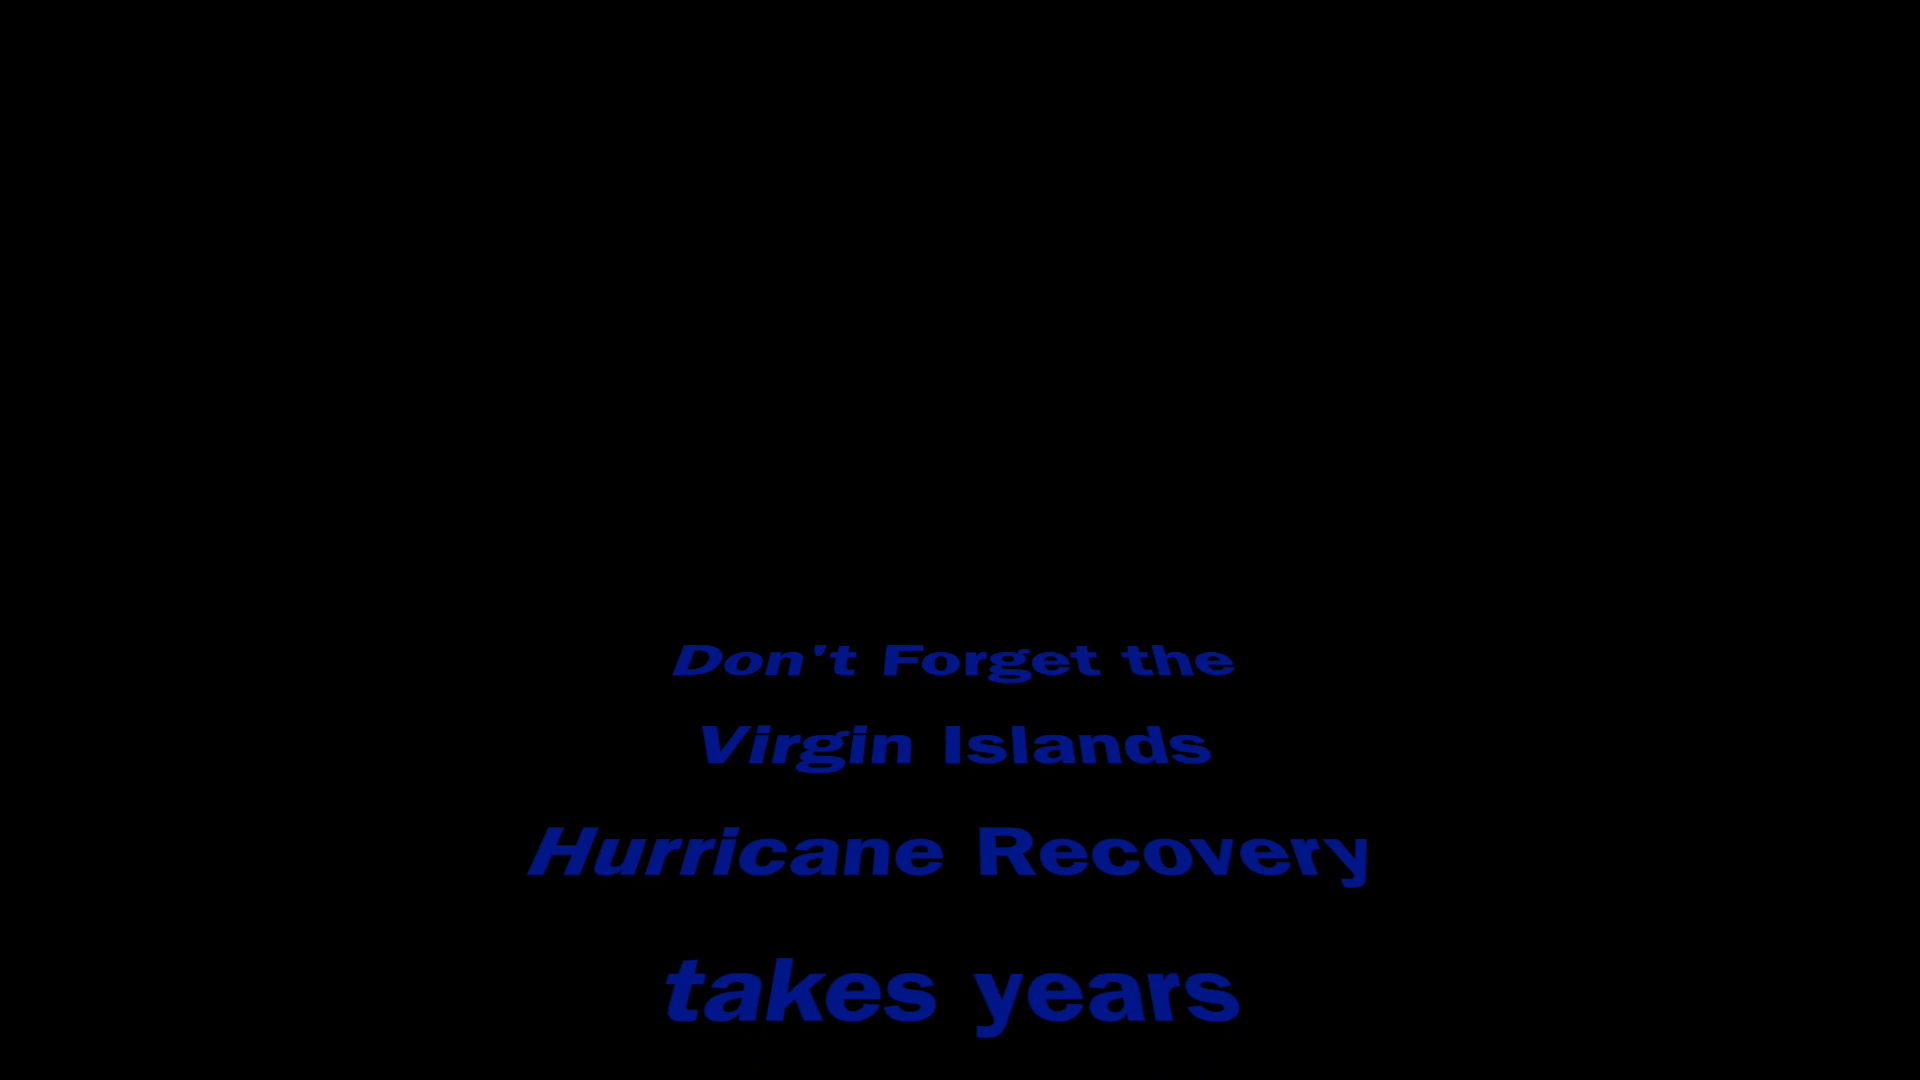 Don't Forget the
Virgin Islands
Hurricane Recovery
takes years